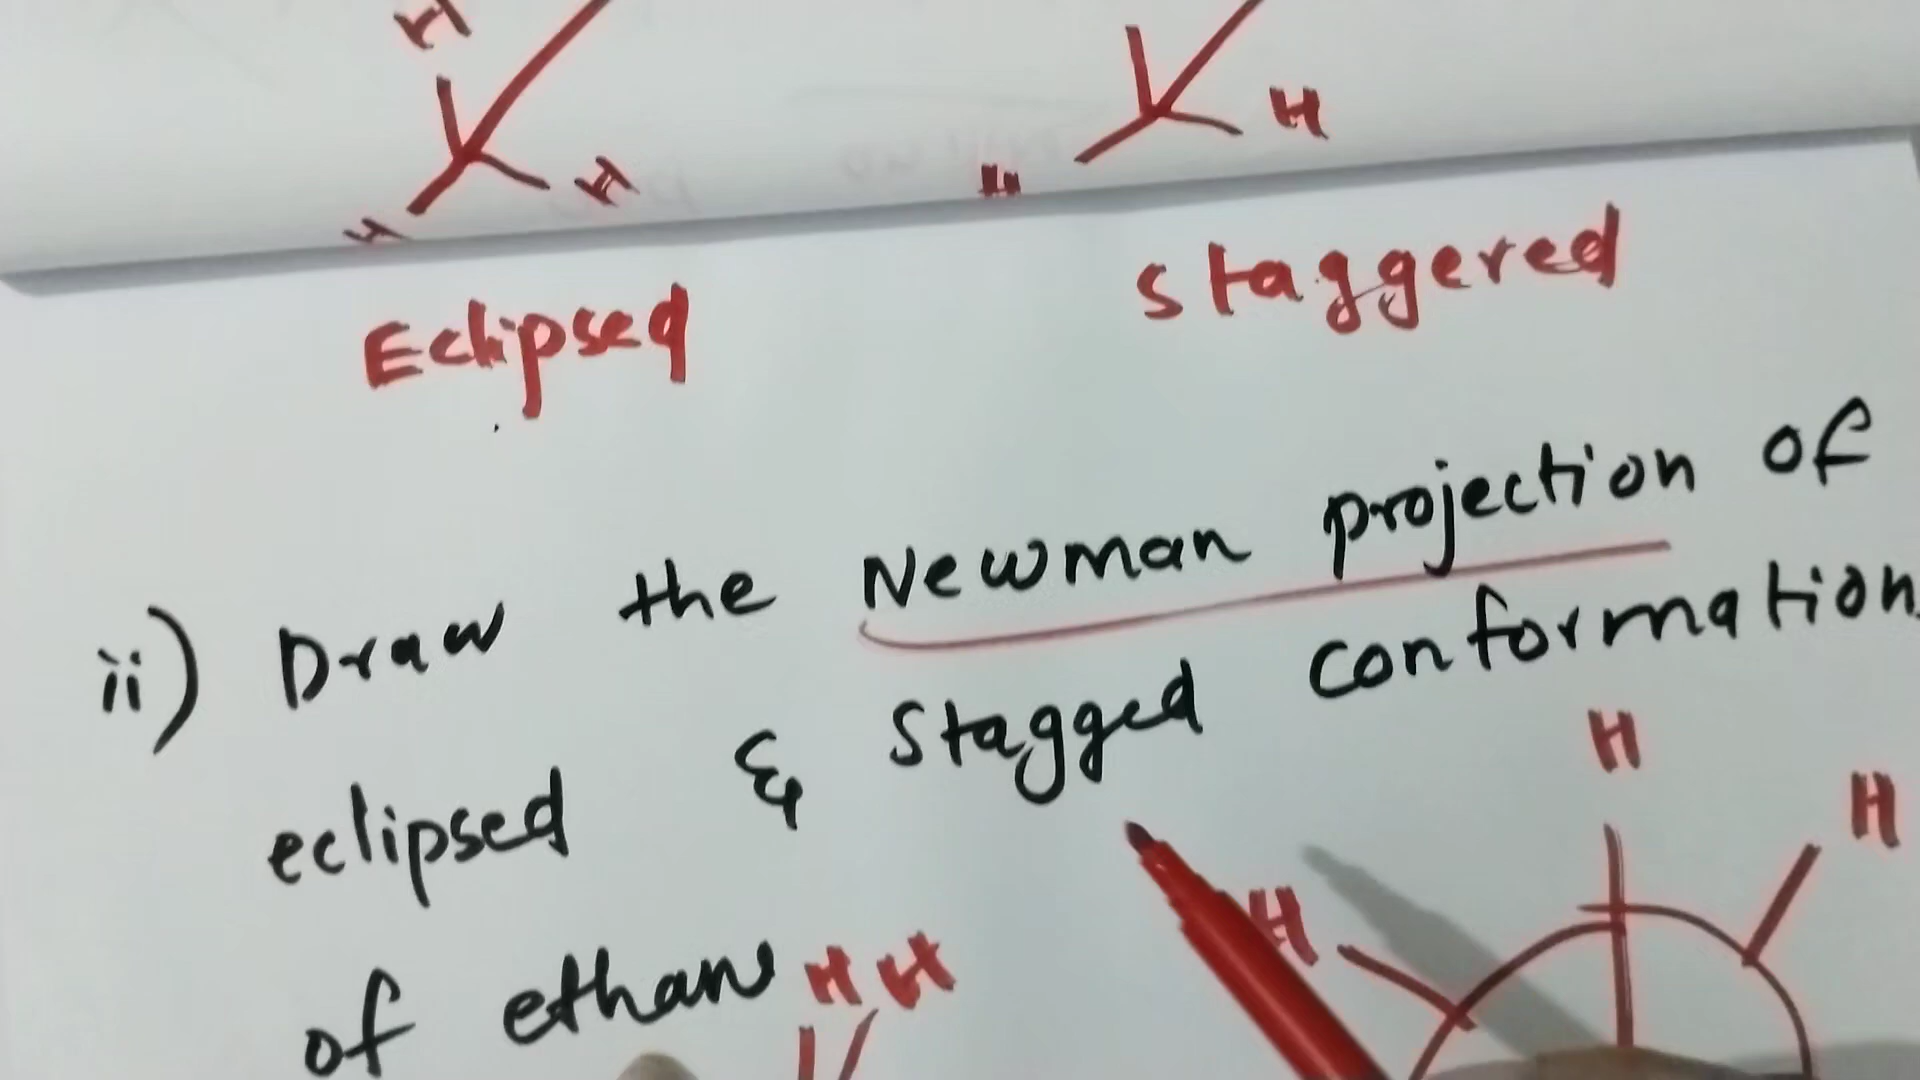 H
H
H
H
H
Eclipsed
Staggered
ii) Draw the Newman projection of
eclipsed & stagged conformation
of ethane
H H
H
H
H